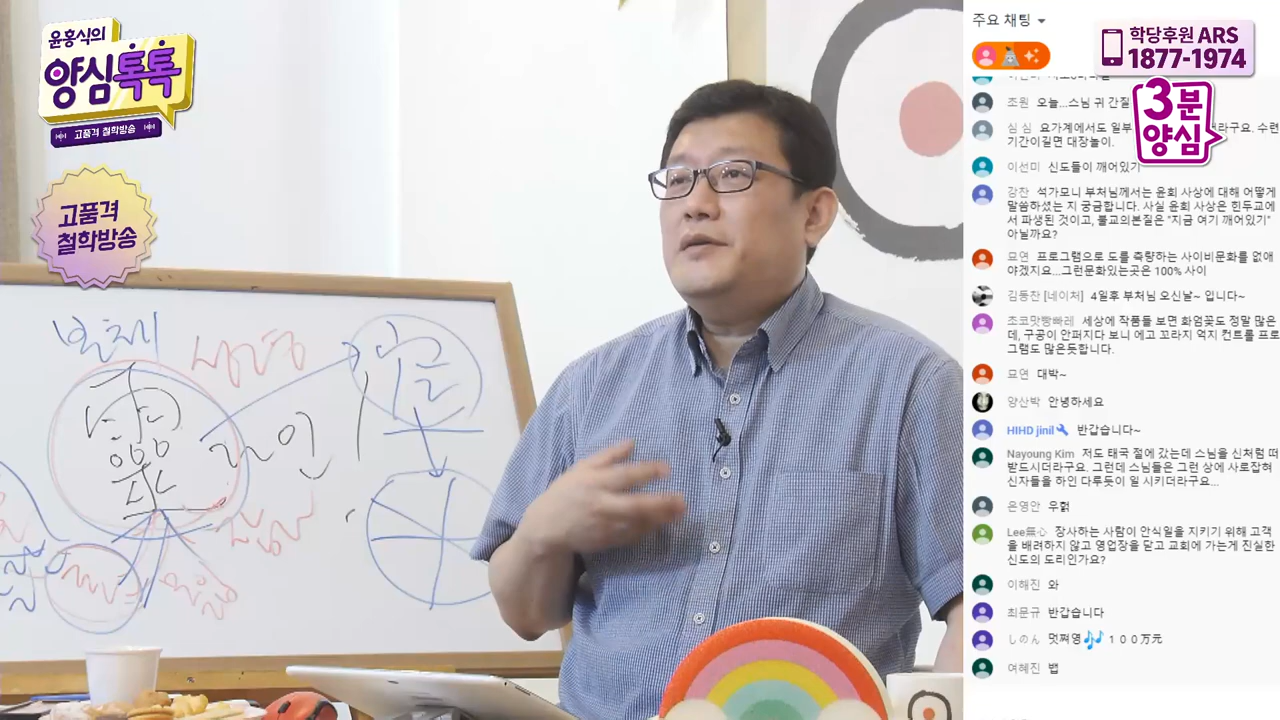 윤홍식의
양심톡톡
고품격 철학방송
고품격
철학방송
본체
주요 채팅
학당후원 ARS
1877-1974
3분
양심
조원 오늘...스님 귀 간질
심 심 요가계에서도 일부
더라구요. 수련
기간이길면 대장놀이.
이선미 신도들이 깨어있기
강찬 석가모니 부처님께서는 윤회 사상에 대해 어떻게
말씀하셨는 지 궁금합니다. 사실 윤회 사상은 힌두교에
서 파생된 것이고, 불교의본질은 "지금 여기 깨어있기"
아닐까요?
묘연 프로그램으로 도를 측량하는 사이비문화를 없애
야겠지요...그런문화있는곳은 100% 사이
김동찬 [네이처] 4일후 부처님 오신날~ 입니다~
초코맛빵빠레 세상에 작품들 보면 화엄꽃도 정말 많은
데, 구공이 안퍼지다 보니 에고 꼬라지 억지 컨트롤 프로
그램도 많은듯합니다.
묘연 대박~
양산박 안녕하세요
HIHD jinil 반갑습니다~
Nayoung Kim 저도 태국 절에 갔는데 스님을 신처럼 떠
받드시더라구요. 그런데 스님들은 그런 상에 사로잡혀
신자들을 하인 다루듯이 일 시키더라구요...
은영안 우헑
Lee無心 장사하는 사람이 안식일을 지키기 위해 고객
을 배려하지 않고 영업장을 닫고 교회에 가는게 진실한
신도의 도리인가요?
이해진 와
최문규 반갑습니다
しのん 멋쪄영🎶１００万元
여혜진 뱁